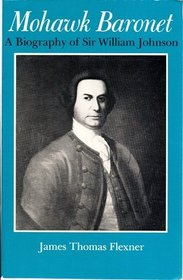 Mohawk Baronet
A Biography of Sir William Johnson
James Thomas Flexner